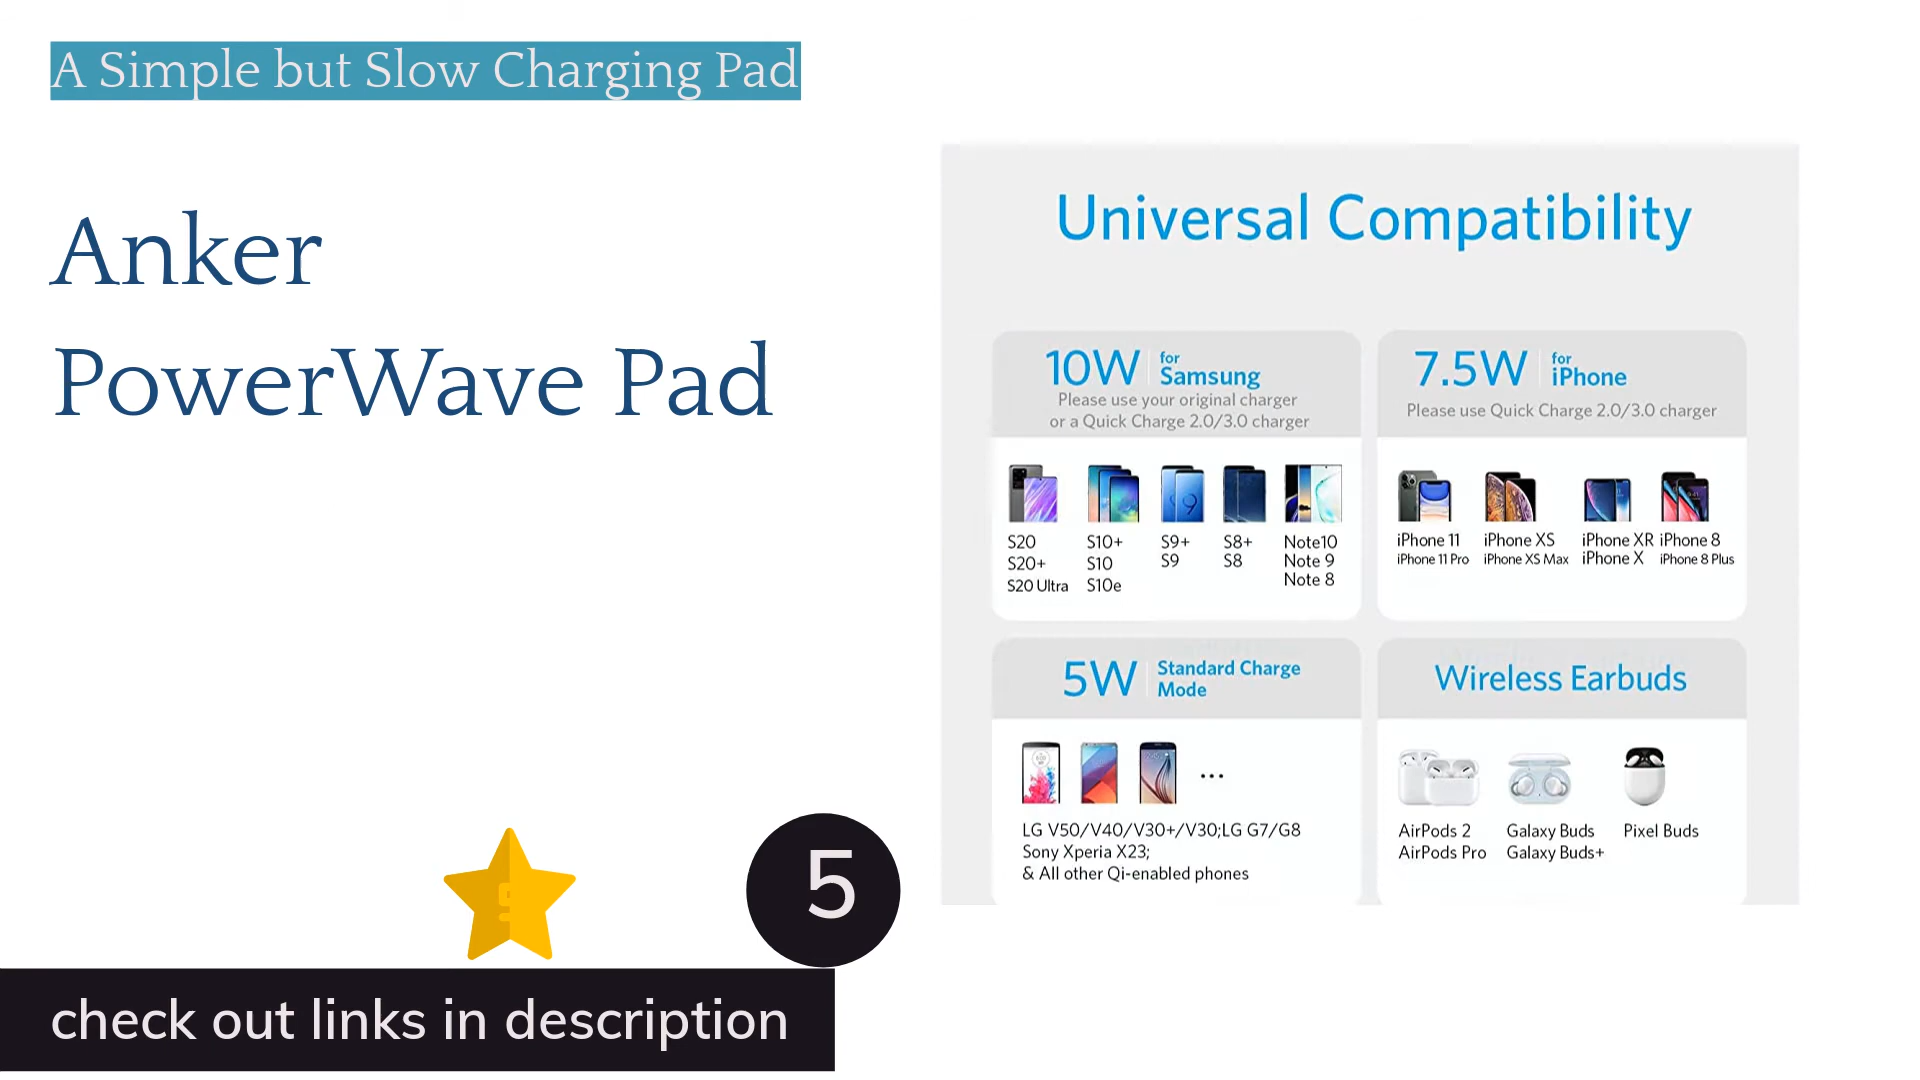 A Simple but Slow Charging Pad
Anker
PowerWave Pad
Universal Compatibility
10W for Samsung
Please use your original charger
or a Quick Charge 2.0/3.0 charger
S20
S20+
S20 Ultra
S10+
S10
S10e
S9+
S9
S8+
S8
Note10
Note 9
Note 8
7.5W for iPhone
Please use Quick Charge 2.0/3.0 charger
iPhone 11
iPhone 11 Pro
iPhone XS
iPhone XS Max
iPhone XR
iPhone X
iPhone 8
iPhone 8 Plus
5W Standard Charge Mode
...
LG V50/V40/V30+/V30;LG G7/G8
Sony Xperia X23;
& All other Qi-enabled phones
Wireless Earbuds
AirPods 2
AirPods Pro
Galaxy Buds
Galaxy Buds+
Pixel Buds
5
check out links in description